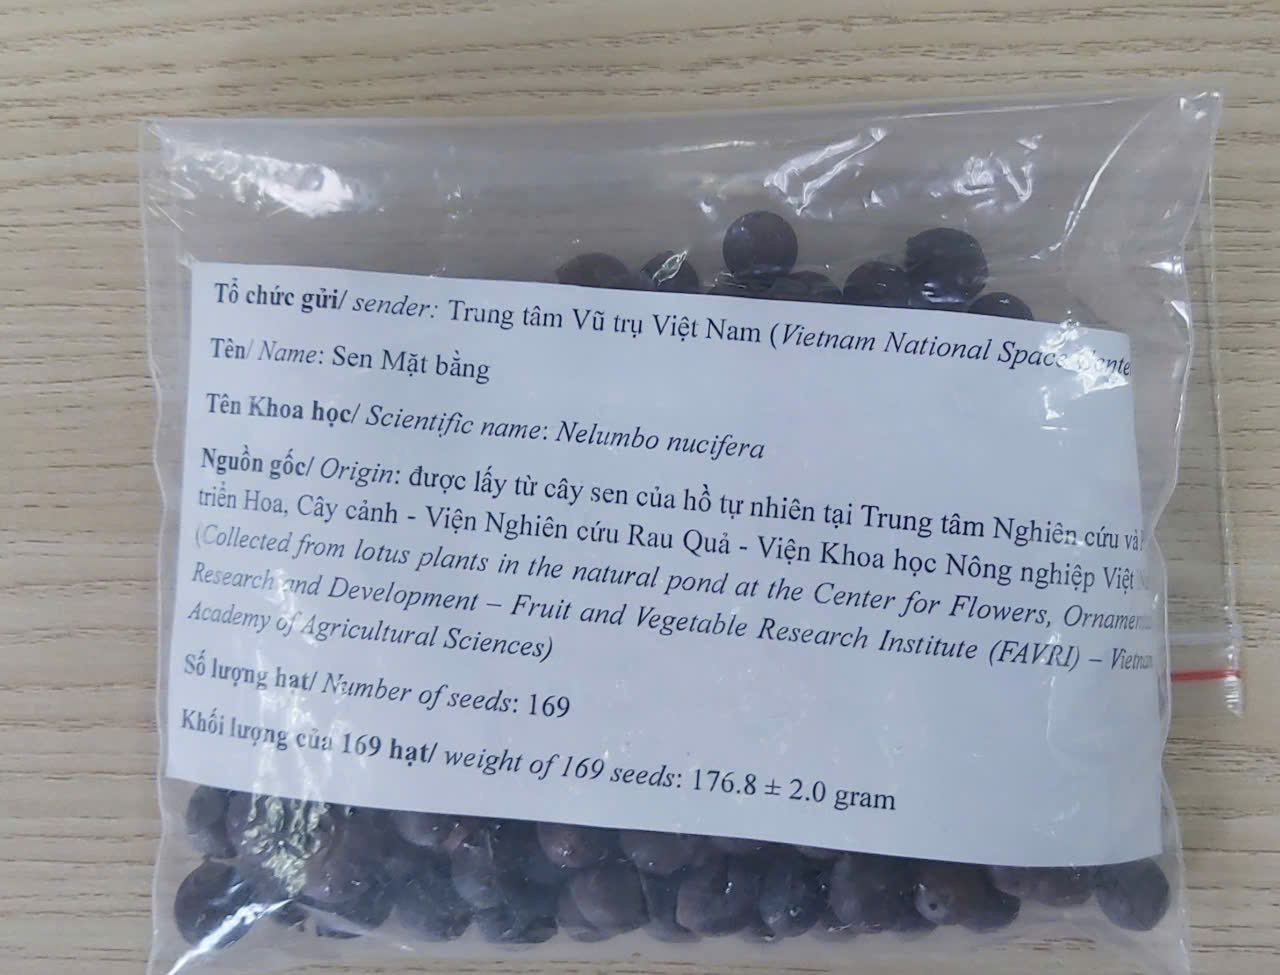 Tổ chức gửi/ sender: Trung tâm Vũ trụ Việt Nam (Vietnam National Space
Tên/ Name: Sen Mặt bằng
Tên Khoa học/ Scientific name: Nelumbo nucifera
Nguồn gốc/ Origin: được lấy từ cây sen của hồ tự nhiên tại Trung tâm Nghiên cứu và
triển Hoa, Cây cảnh - Viện Nghiên cứu Rau Quả - Viện Khoa học Nông nghiệp Việt
(Collected from lotus plants in the natural pond at the Center for Flowers,
Research and Development – Fruit and Vegetable Research Institute (FAVRI) –
Academy of Agricultural Sciences)
Số lượng hạt/ Number of seeds: 169
Khối lượng của 169 hạt/ weight of 169 seeds: 176.8 ± 2.0 gram